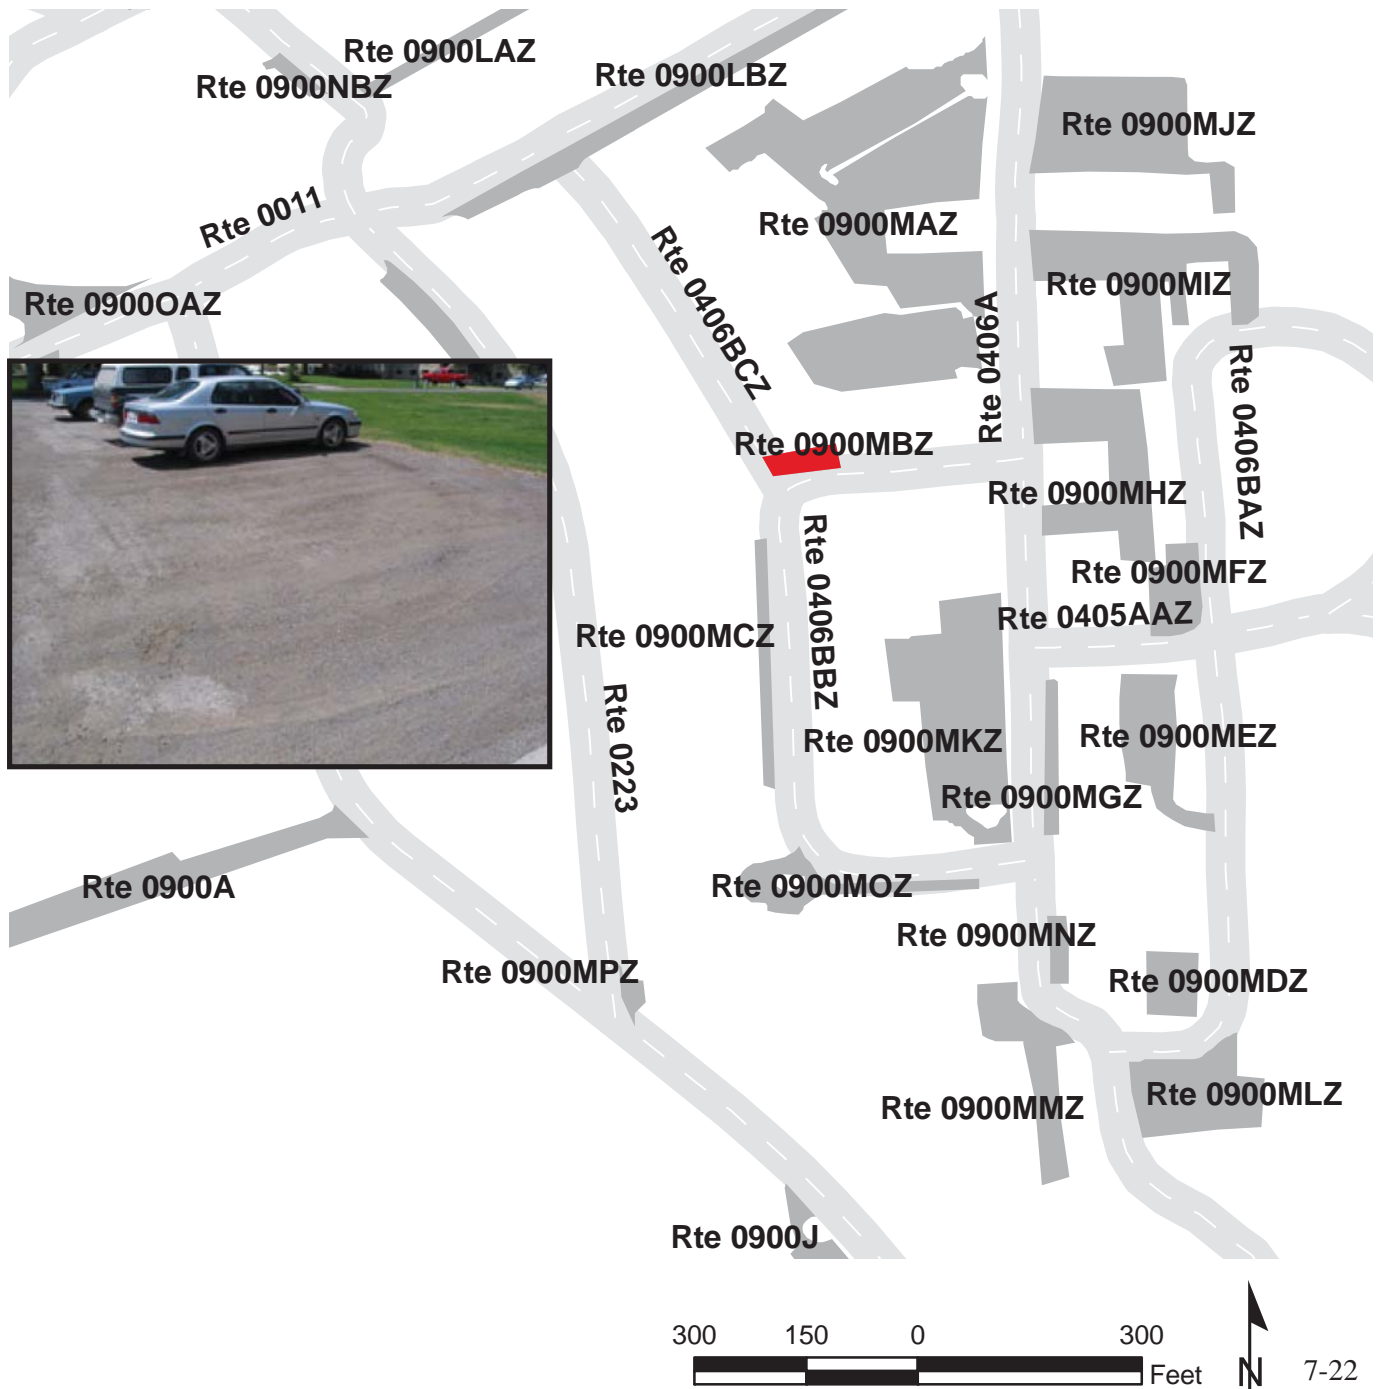 Rte 0900LAZ
Rte 0900NBZ
Rte 0900LBZ
Rte 0900MJZ
Rte 0011
Rte 0900MAZ
Rte 0406BCZ
Rte 0900OAZ
Rte 0900MIZ
Rte 0406A
Rte 0406BAZ
Rte 0900MBZ
Rte 0900MHZ
Rte 0406BBZ
Rte 0900MFZ
Rte 0405AAZ
Rte 0900MCZ
Rte 0223
Rte 0900MKZ
Rte 0900MEZ
Rte 0900MGZ
Rte 0900A
Rte 0900MOZ
Rte 0900MNZ
Rte 0900MPZ
Rte 0900MDZ
Rte 0900MMZ
Rte 0900MLZ
Rte 0900J
300 150 0 300
Feet
N
7-22